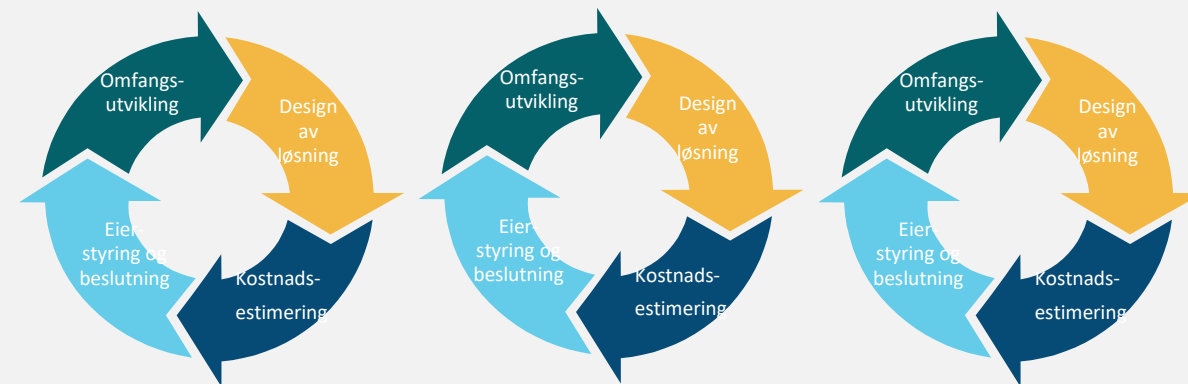 Omfangs-
utvikling
Design
av
løsning
Kostnads-
estimering
Eier-
styring og
beslutning
Omfangs-
utvikling
Design
av
løsning
Kostnads-
estimering
Eier-
styring og
beslutning
Omfangs-
utvikling
Design
av
løsning
Kostnads-
estimering
Eier-
styring og
beslutning